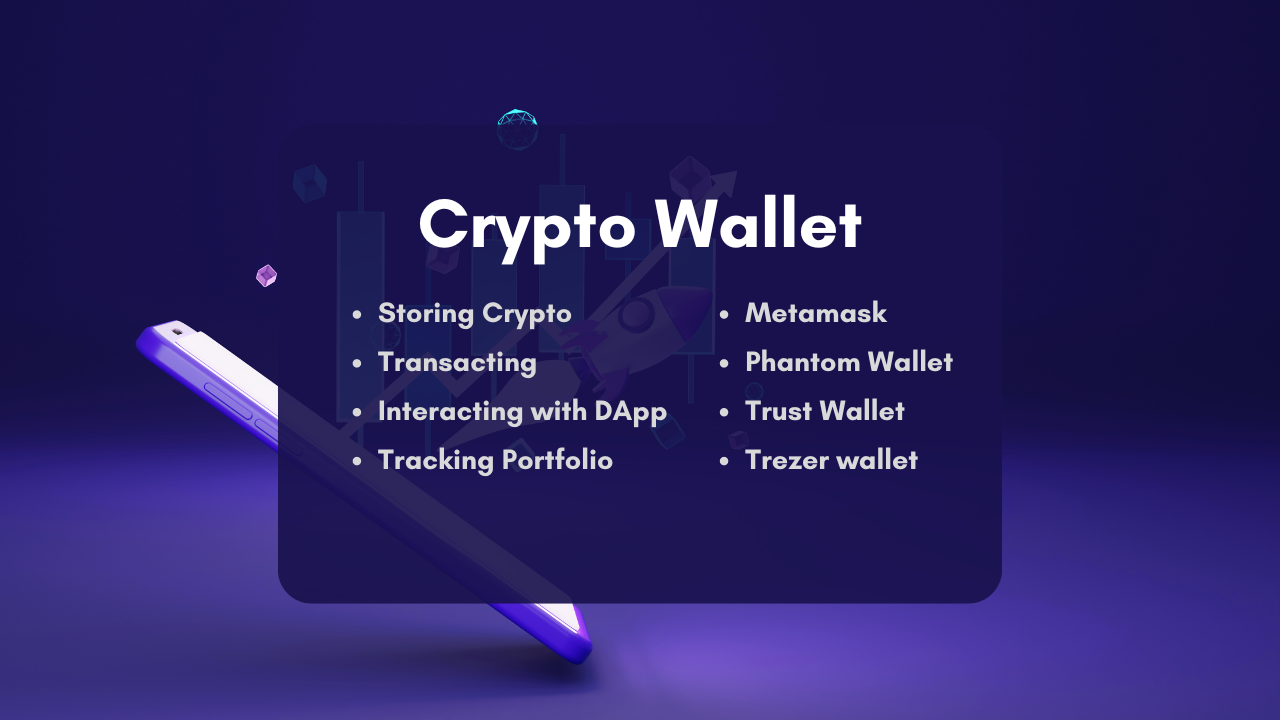 Crypto Wallet
Storing Crypto
Transacting
Interacting with DApp
Tracking Portfolio
Metamask
Phantom Wallet
Trust Wallet
Trezer wallet